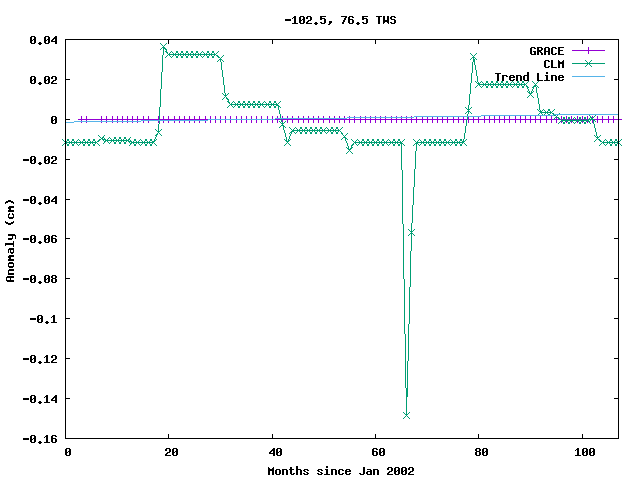 -102.5, 76.5 TWS
GRACE
CLM
Trend Line
0.04
0.02
0
-0.02
-0.04
-0.06
-0.08
-0.1
-0.12
-0.14
-0.16
Anomaly (cm)
0 20 40 60 80 100
Months since Jan 2002